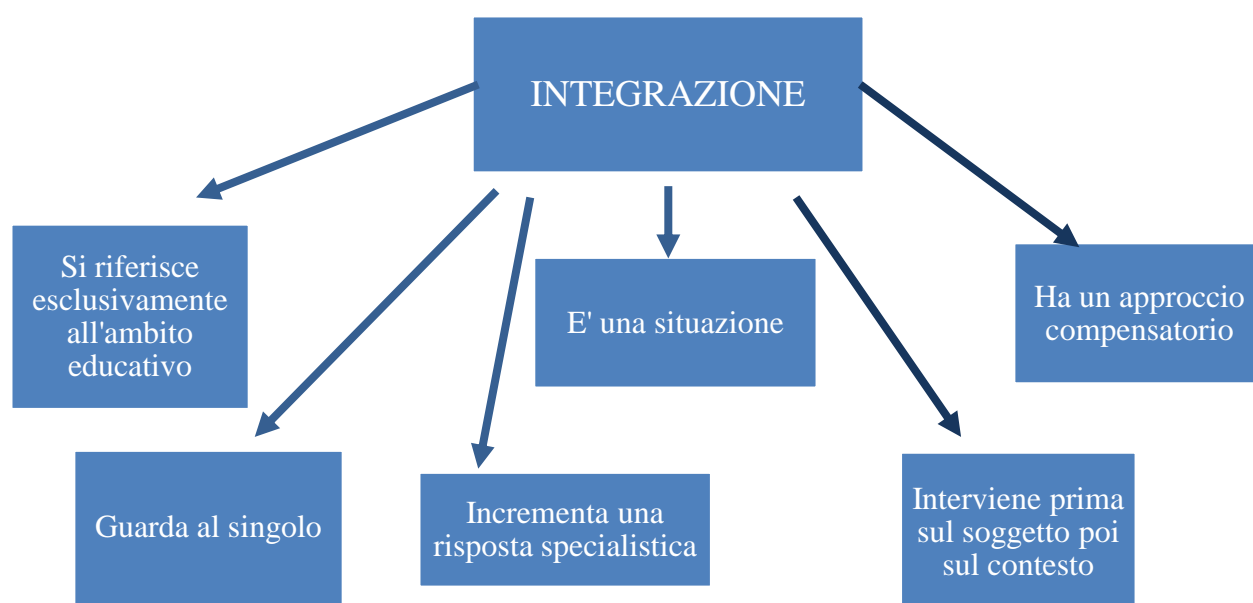 INTEGRAZIONE
Si riferisce
esclusivamente
all'ambito
educativo
E' una situazione
Ha un approccio
compensatorio
Guarda al singolo
Incrementa una
risposta specialistica
Interviene prima
sul soggetto poi
sul contesto